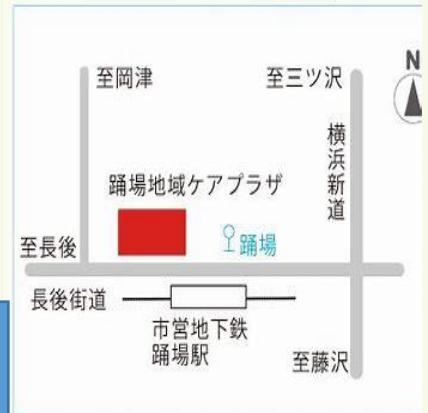 N
至岡津
至三ツ沢
横浜新道
踊場地域ケアプラザ
踊場
至長後
長後街道
市営地下鉄
踊場駅
至藤沢